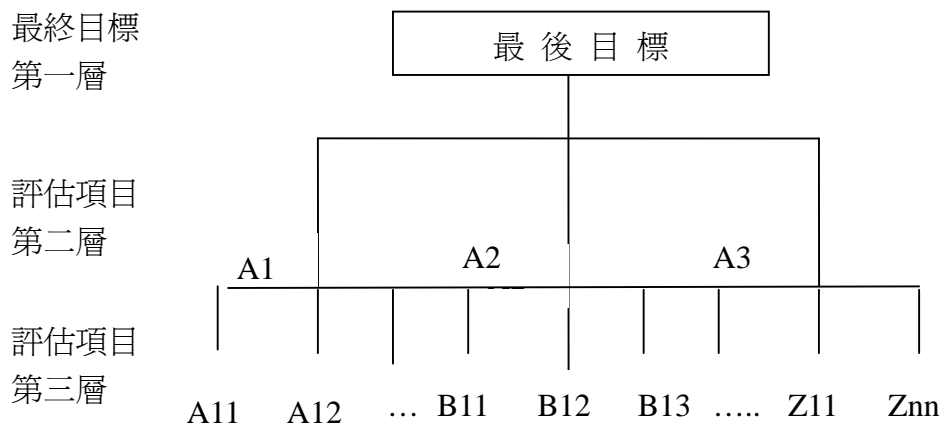 最終目標
第一層
最 後 目 標
評估項目
第二層
A1 A2 A3
評估項目
第三層
A11 A12 … B11 B12 B13 ….. Z11 Znn